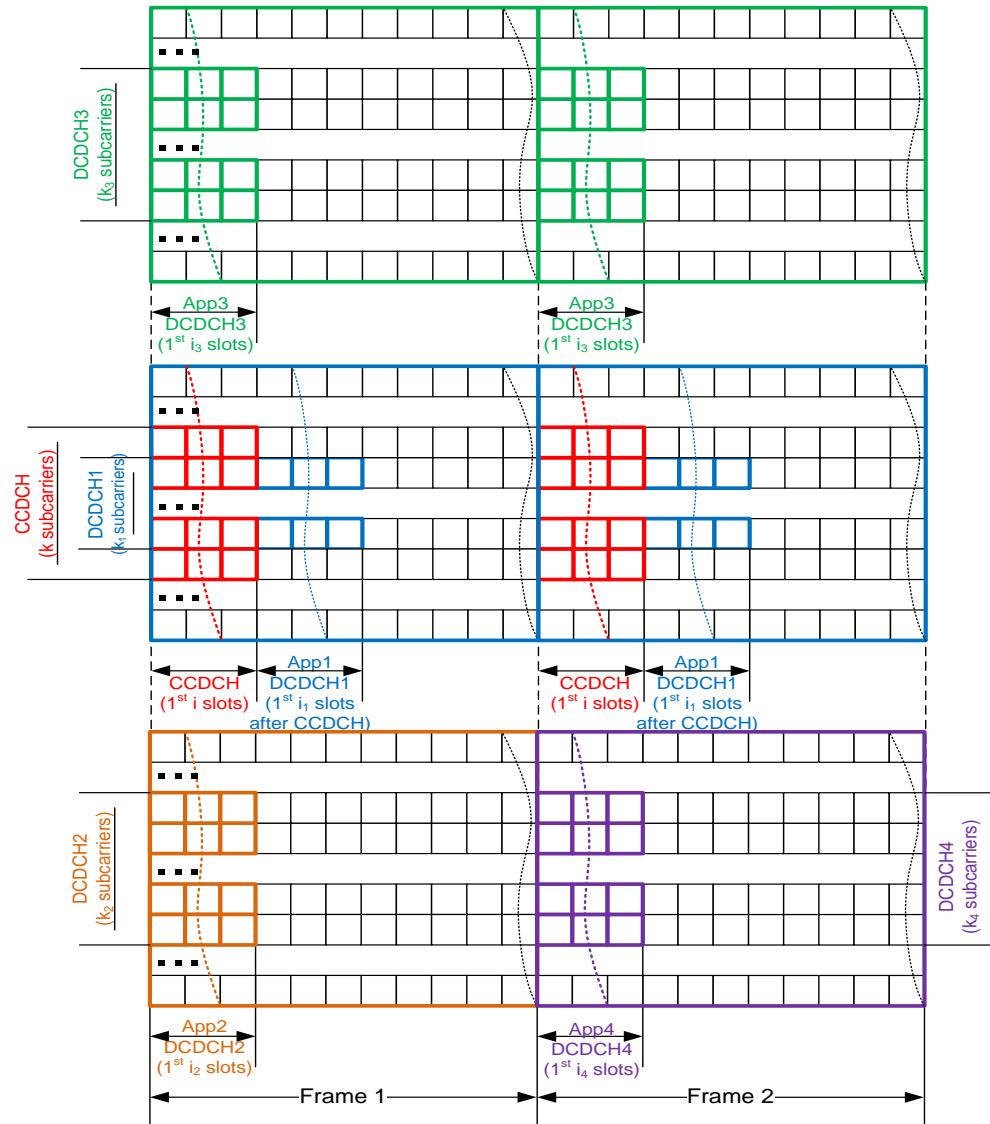 DCDCH3
(k3 subcarriers)
App3
DCDCH3
(1st i3 slots)
App3
DCDCH3
(1st i3 slots)
CCDCH
(k subcarriers)
DCDCH1
(k1 subcarriers)
CCDCH
(1st i slots)
App1
DCDCH1
(1st i1 slots
after CCDCH)
CCDCH
(1st i slots)
App1
DCDCH1
(1st i1 slots
after CCDCH)
DCDCH2
(k2 subcarriers)
DCDCH4
(k4 subcarriers)
App2
DCDCH2
(1st i2 slots)
App4
DCDCH4
(1st i4 slots)
Frame 1
Frame 2